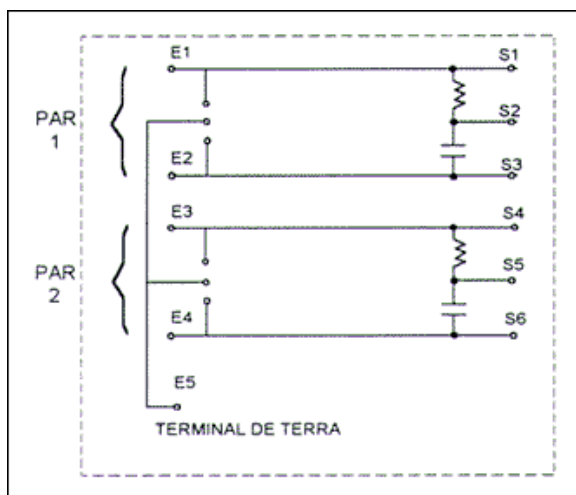 E1
S1
PAR
1
S2
E2
S3
E3
S4
PAR
2
S5
E4
S6
E5
TERMINAL DE TERRA